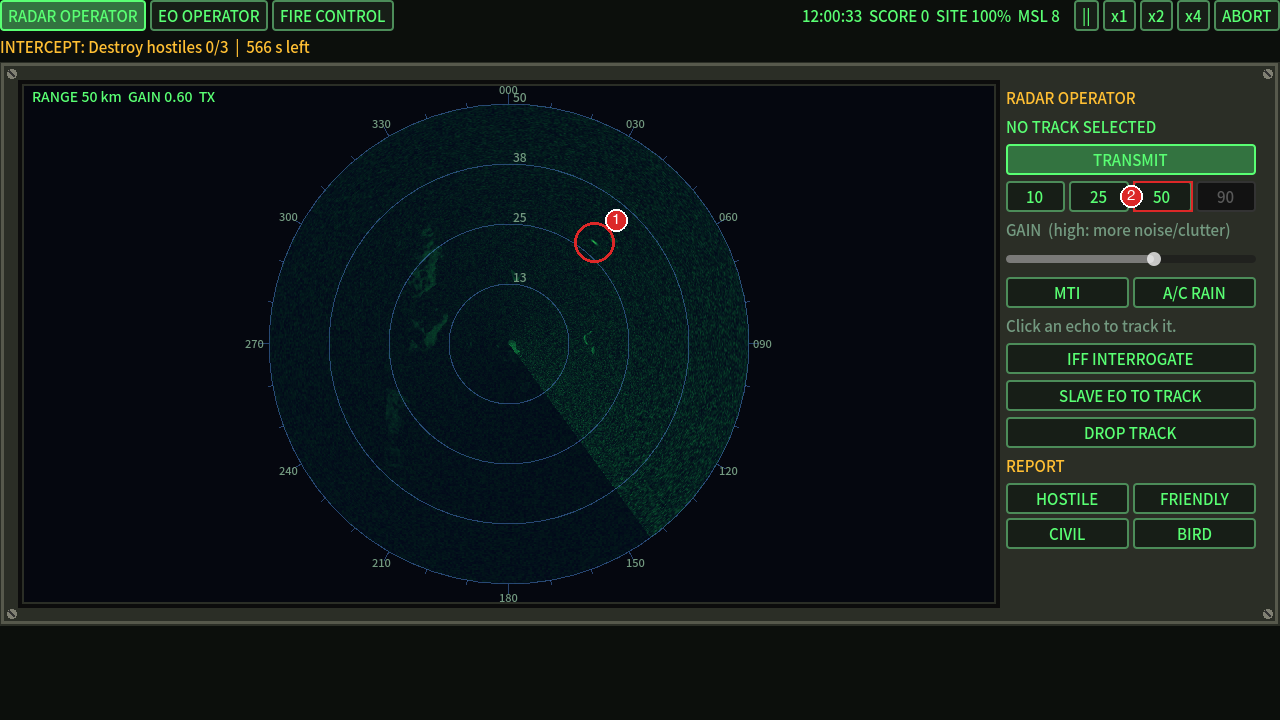 RADAR OPERATOR EO OPERATOR FIRE CONTROL 12:00:33 SCORE 0 SITE 100% MSL 8 || x1 x2 x4 ABORT
INTERCEPT: Destroy hostiles 0/3 | 566 s left
RANGE 50 km GAIN 0.60 TX
000
50
330
030
38
300
25
060
1
13
270
090
240
120
210
150
180
RADAR OPERATOR
NO TRACK SELECTED
TRANSMIT
10 25 2 50 90
GAIN (high: more noise/clutter)
MTI A/C RAIN
Click an echo to track it.
IFF INTERROGATE
SLAVE EO TO TRACK
DROP TRACK
REPORT
HOSTILE FRIENDLY
CIVIL BIRD